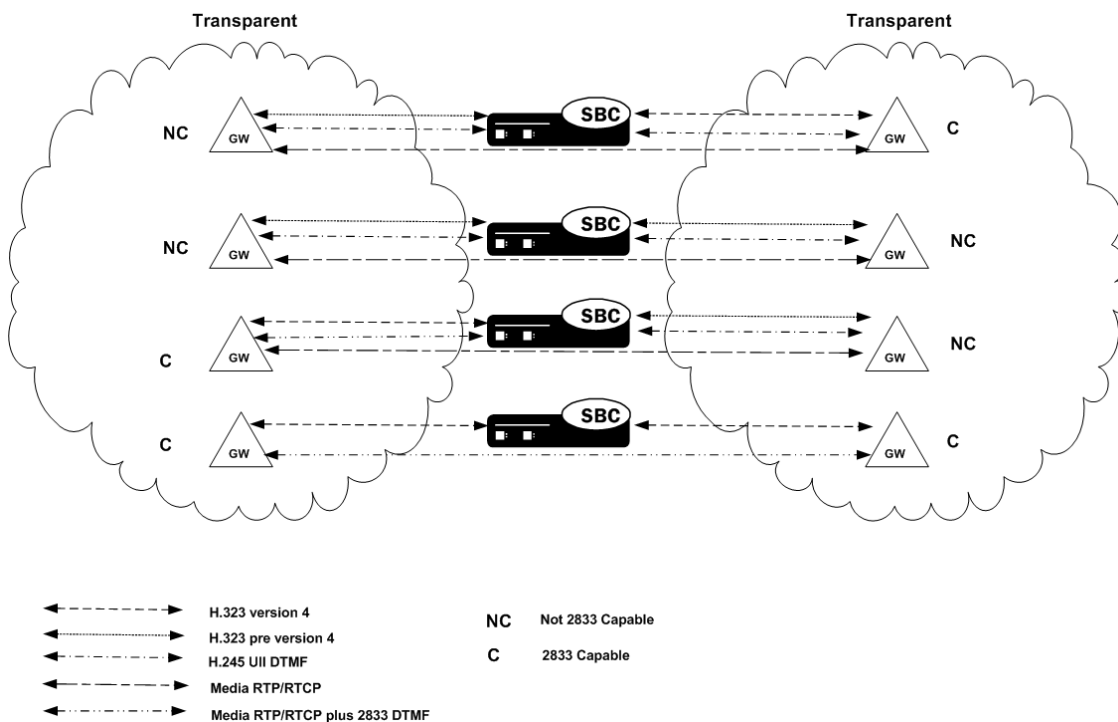 Transparent
Transparent
SBC
NC
GW
GW
C
SBC
NC
GW
GW
NC
SBC
C
GW
GW
NC
SBC
C
GW
GW
C
H.323 version 4
H.323 pre version 4
H.245 UII DTMF
Media RTP/RTCP
Media RTP/RTCP plus 2833 DTMF
NC
Not 2833 Capable
C
2833 Capable